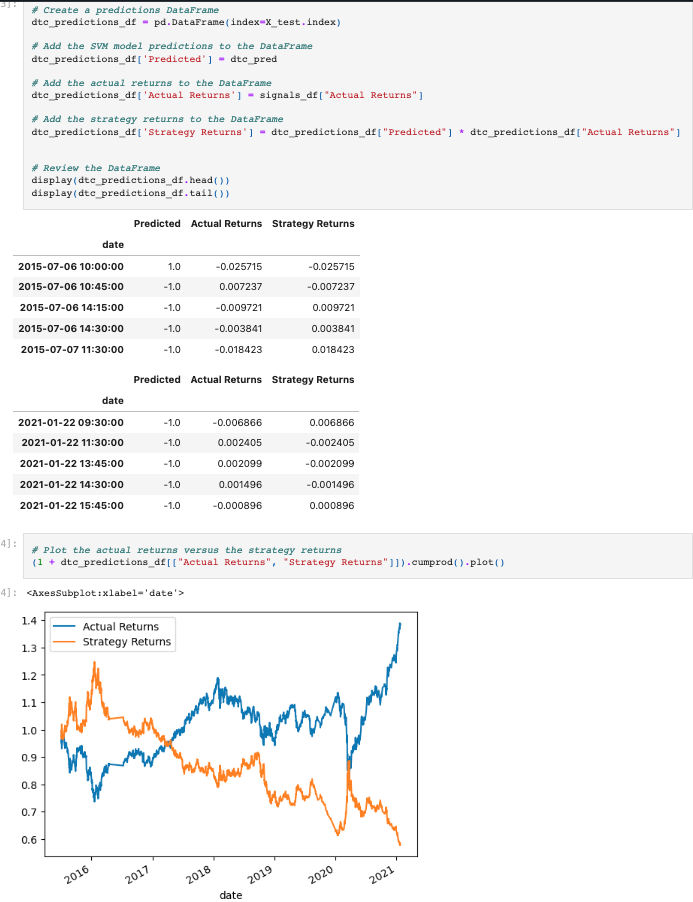 3]:
# Create a predictions DataFrame
dtc_predictions_df = pd.DataFrame(index=X_test.index)
# Add the SVM model predictions to the DataFrame
dtc_predictions_df['Predicted'] = dtc_pred
# Add the actual returns to the DataFrame
dtc_predictions_df['Actual Returns'] = signals_df["Actual Returns"]
# Add the strategy returns to the DataFrame
dtc_predictions_df['Strategy Returns'] = dtc_predictions_df["Predicted"] * dtc_predictions_df["Actual Returns"]
# Review the DataFrame
display(dtc_predictions_df.head())
display(dtc_predictions_df.tail())
Predicted Actual Returns Strategy Returns
date
2015-07-06 10:00:00 1.0 -0.025715 -0.025715
2015-07-06 10:45:00 -1.0 0.007237 -0.007237
2015-07-06 14:15:00 -1.0 -0.009721 0.009721
2015-07-06 14:30:00 -1.0 -0.003841 0.003841
2015-07-07 11:30:00 -1.0 -0.018423 0.018423
Predicted Actual Returns Strategy Returns
date
2021-01-22 09:30:00 -1.0 -0.006866 0.006866
2021-01-22 11:30:00 -1.0 0.002405 -0.002405
2021-01-22 13:45:00 -1.0 0.002099 -0.002099
2021-01-22 14:30:00 -1.0 0.001496 -0.001496
2021-01-22 15:45:00 -1.0 -0.000896 0.000896
4]:
# Plot the actual returns versus the strategy returns
(1 + dtc_predictions_df[["Actual Returns", "Strategy Returns"]]).cumprod().plot()
4]: <AxesSubplot:xlabel='date'>
Actual Returns
Strategy Returns
1.4
1.3
1.2
1.1
1.0
0.9
0.8
0.7
0.6
2016 2017 2018 2019 2020 2021
date